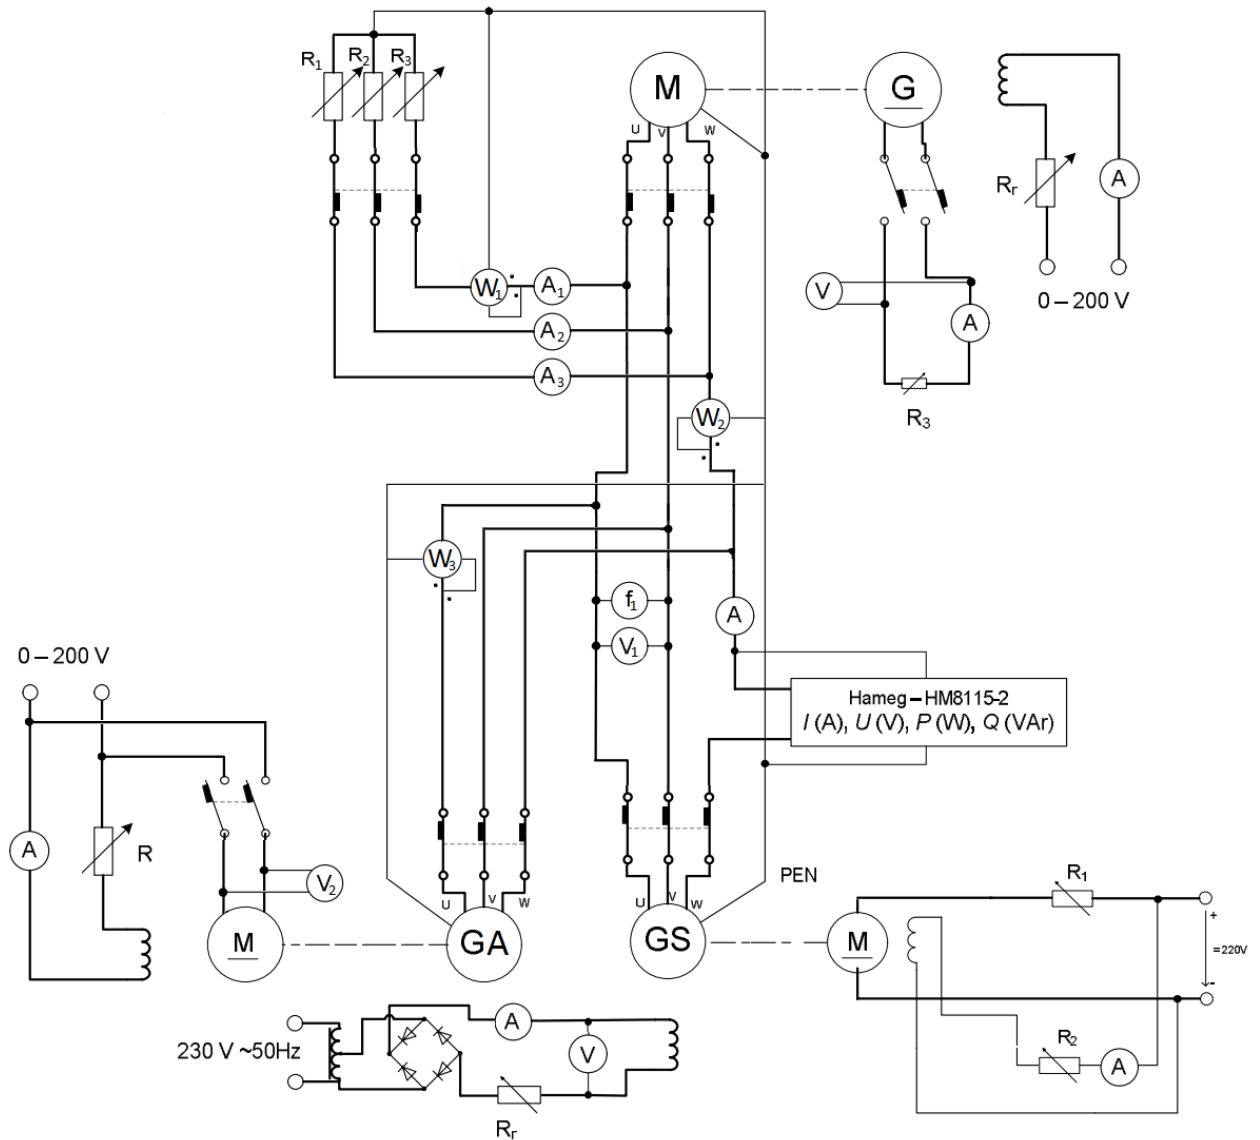 R1 R2 R3
M
G
U V W
Rr
A
0 – 200 V
W1 A1
A2
A3
V
A
R3
W2
W3
f1
V1
A
Hameg – HM8115-2
I (A), U (V), P (W), Q (VAr)
0 – 200 V
A
R
V2
M
U V W
GA
U V W
GS
PEN
M
R1
+
=220V
-
R2
A
230 V ~50Hz
A
V
Rr